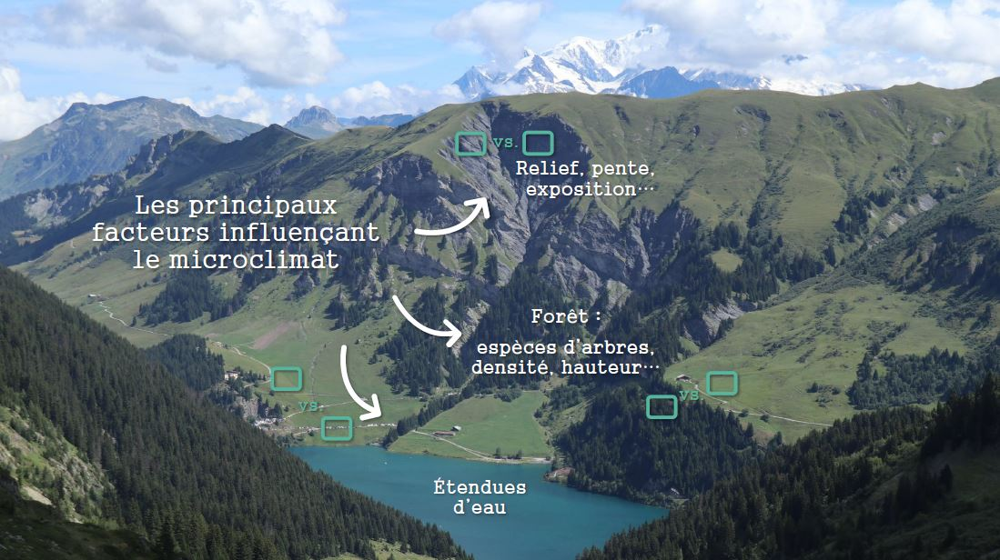 vs.
Relief, pente,
exposition...
Les principaux
facteurs influençant
le microclimat
Forêt :
espèces d'arbres,
densité, hauteur...
vs.
vs.
Étendues
d'eau